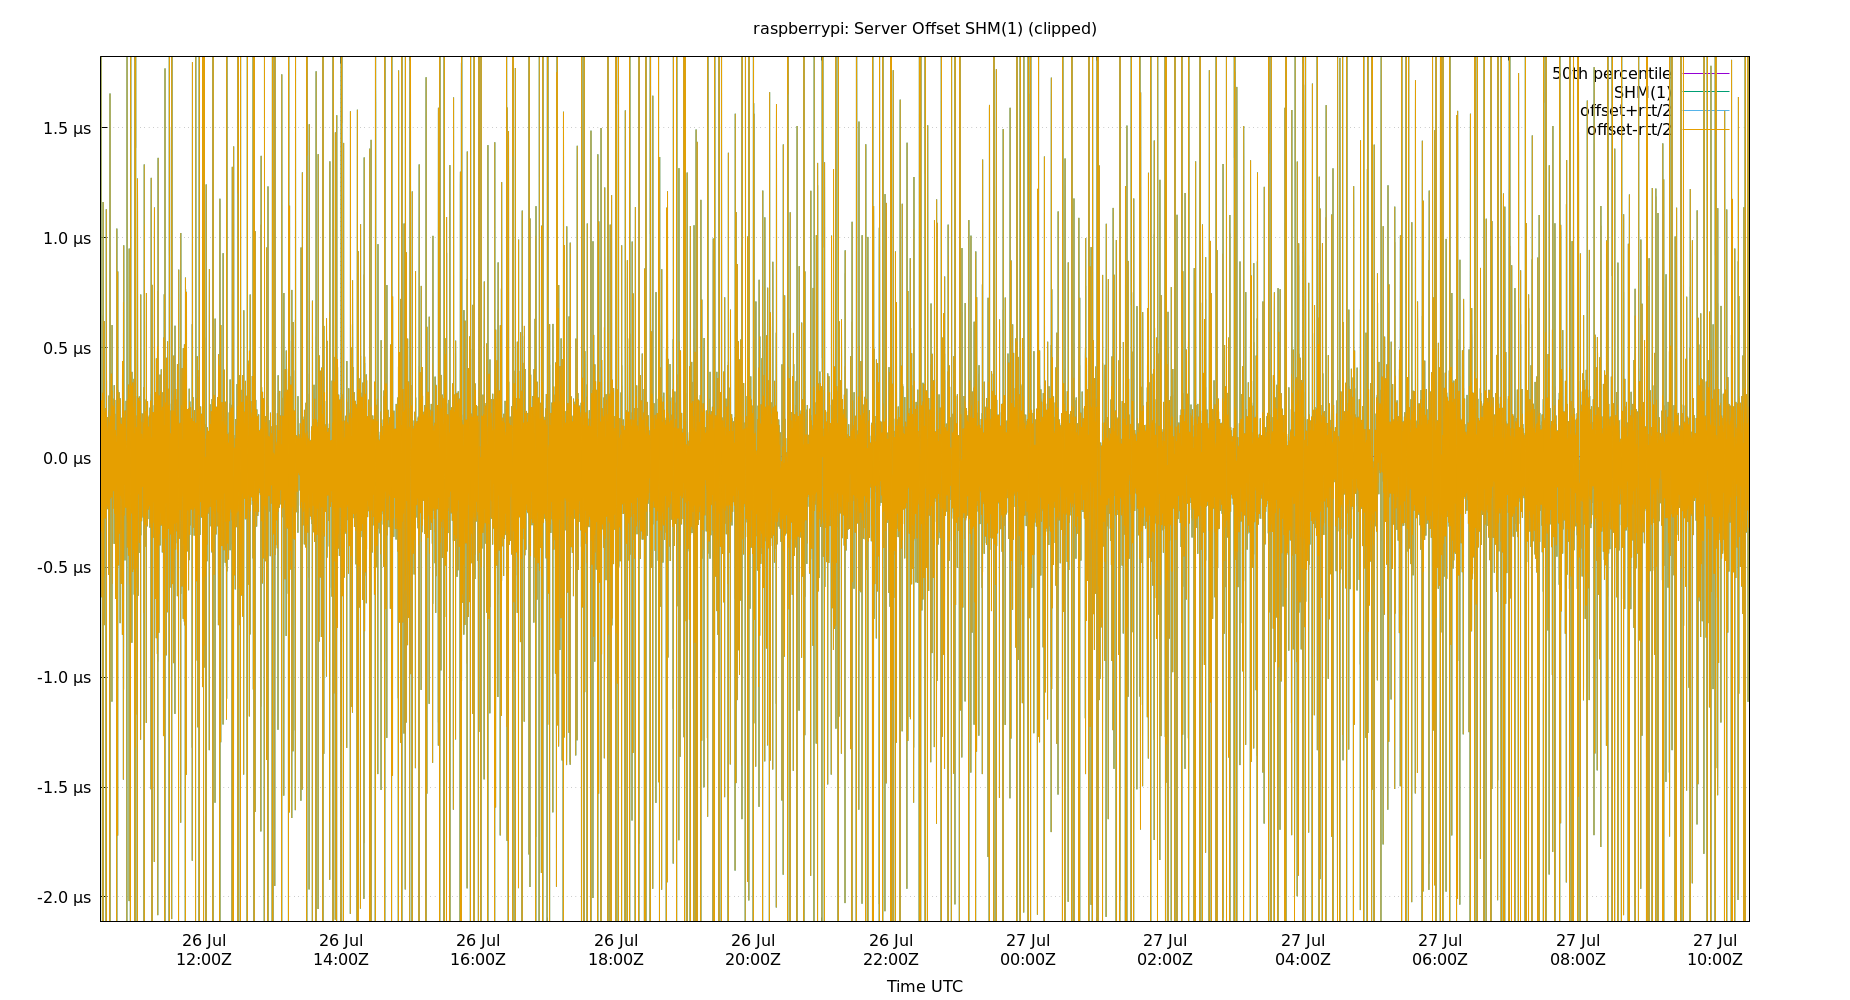 raspberrypi: Server Offset SHM(1) (clipped)
50th percentile
SHM(1)
offset+rtt/2
offset-rtt/2
1.5 µs
1.0 µs
0.5 µs
0.0 µs
-0.5 µs
-1.0 µs
-1.5 µs
-2.0 µs
26 Jul 26 Jul 26 Jul 26 Jul 26 Jul 26 Jul 27 Jul 27 Jul 27 Jul 27 Jul 27 Jul 27 Jul
12:00Z 14:00Z 16:00Z 18:00Z 20:00Z 22:00Z 00:00Z 02:00Z 04:00Z 06:00Z 08:00Z 10:00Z
Time UTC